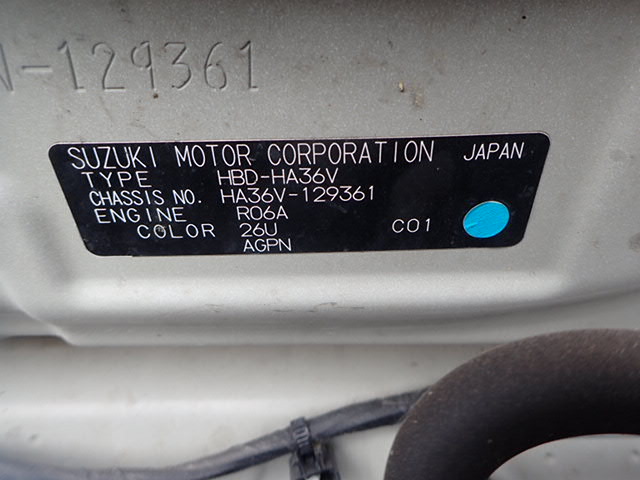 -129361
SUZUKI MOTOR CORPORATION JAPAN
TYPE HBD-HA36V
CHASSIS NO. HA36V-129361
ENGINE R06A
COLOR 26U C01
AGPN